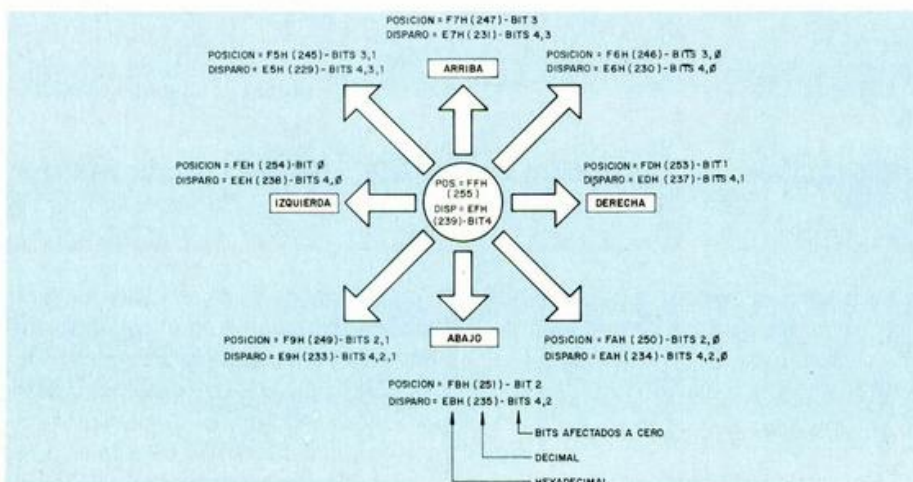 POSICION = F7H (247) - BIT 3
DISPARO = E7H (231) - BITS 4,3
ARRIBA
POSICION = F5H (245) - BITS 3,1
DISPARO = E5H (229) - BITS 4,3,1
POSICION = F6H (246) - BITS 3,Ø
DISPARO = E6H (230) - BITS 4,Ø
POSICION = FEH (254) - BIT Ø
DISPARO = EEH (238) - BITS 4,Ø
IZQUIERDA
POS. = FFH
(255)
DISP = EFH
(239) - BIT 4
POSICION = FDH (253) - BIT 1
DISPARO = EDH (237) - BITS 4,1
DERECHA
POSICION = F9H (249) - BITS 2,1
DISPARO = E9H (233) - BITS 4,2,1
ABAJO
POSICION = FAH (250) - BITS 2,Ø
DISPARO = EAH (234) - BITS 4,2,Ø
POSICION = FBH (251) - BIT 2
DISPARO = EBH (235) - BITS 4,2
BITS AFECTADOS A CERO
DECIMAL
HEXADECIMAL